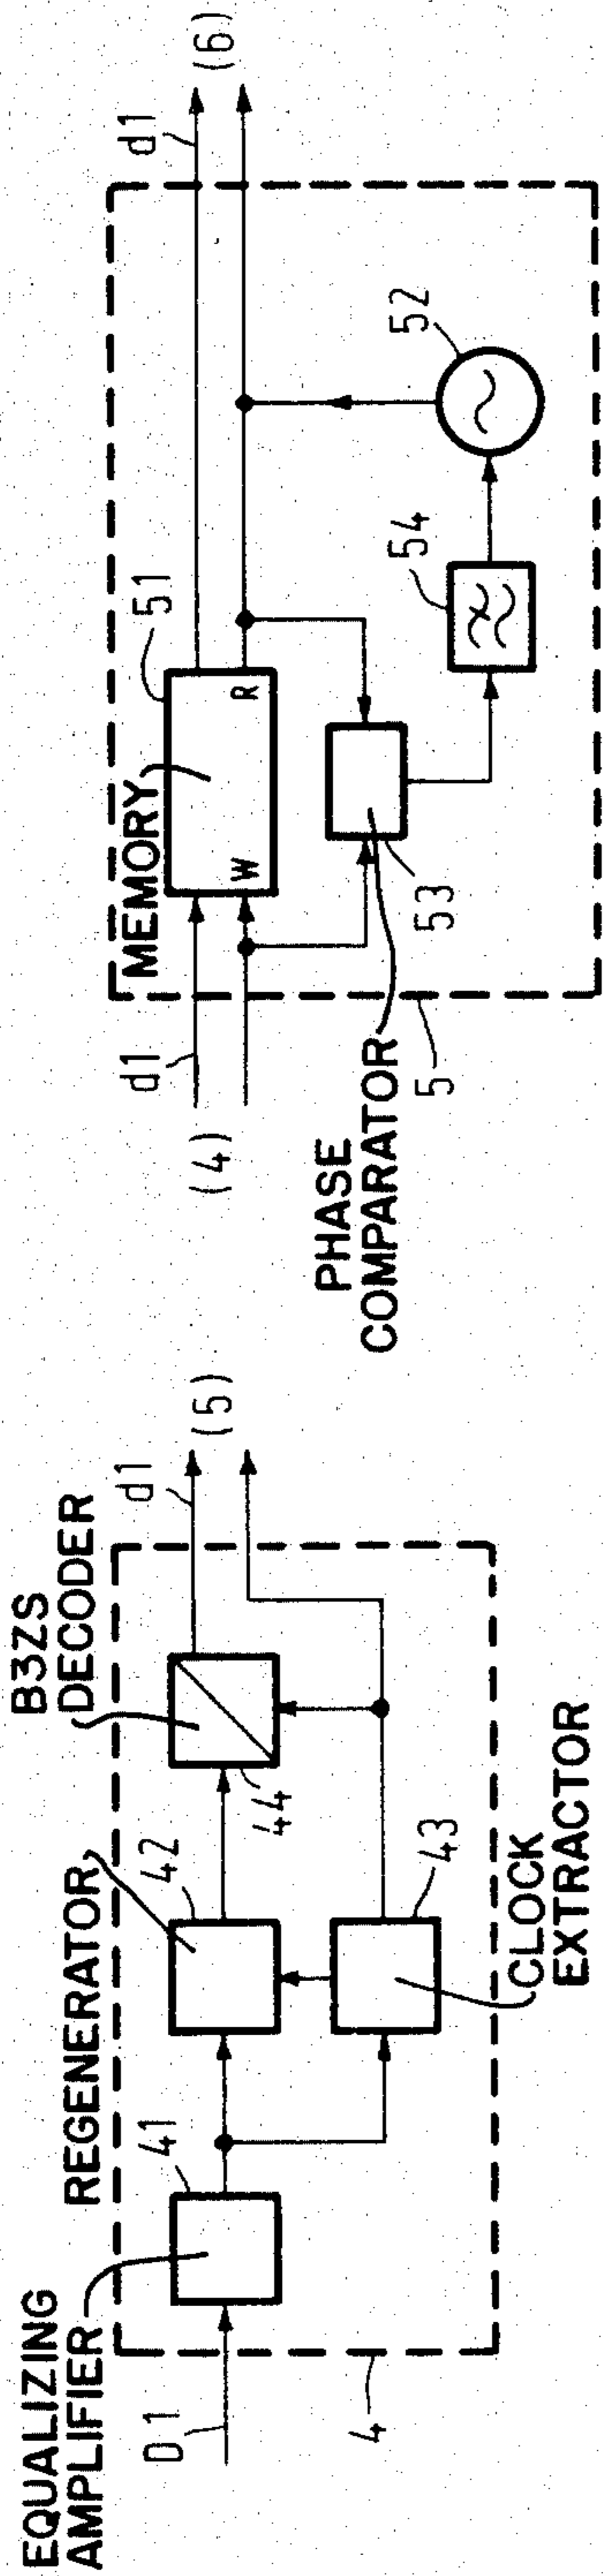 EQUALIZING
AMPLIFIER
D1
41
REGENERATOR
42
B3ZS
DECODER
44
d1
(5)
43
CLOCK
EXTRACTOR
4
d1
(4)
MEMORY
51
W
R
d1
(6)
PHASE
COMPARATOR
53
54
52
5